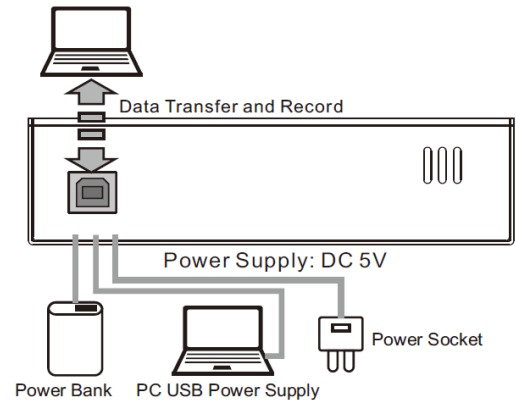 Data Transfer and Record
Power Supply: DC 5V
Power Socket
Power Bank
PC USB Power Supply